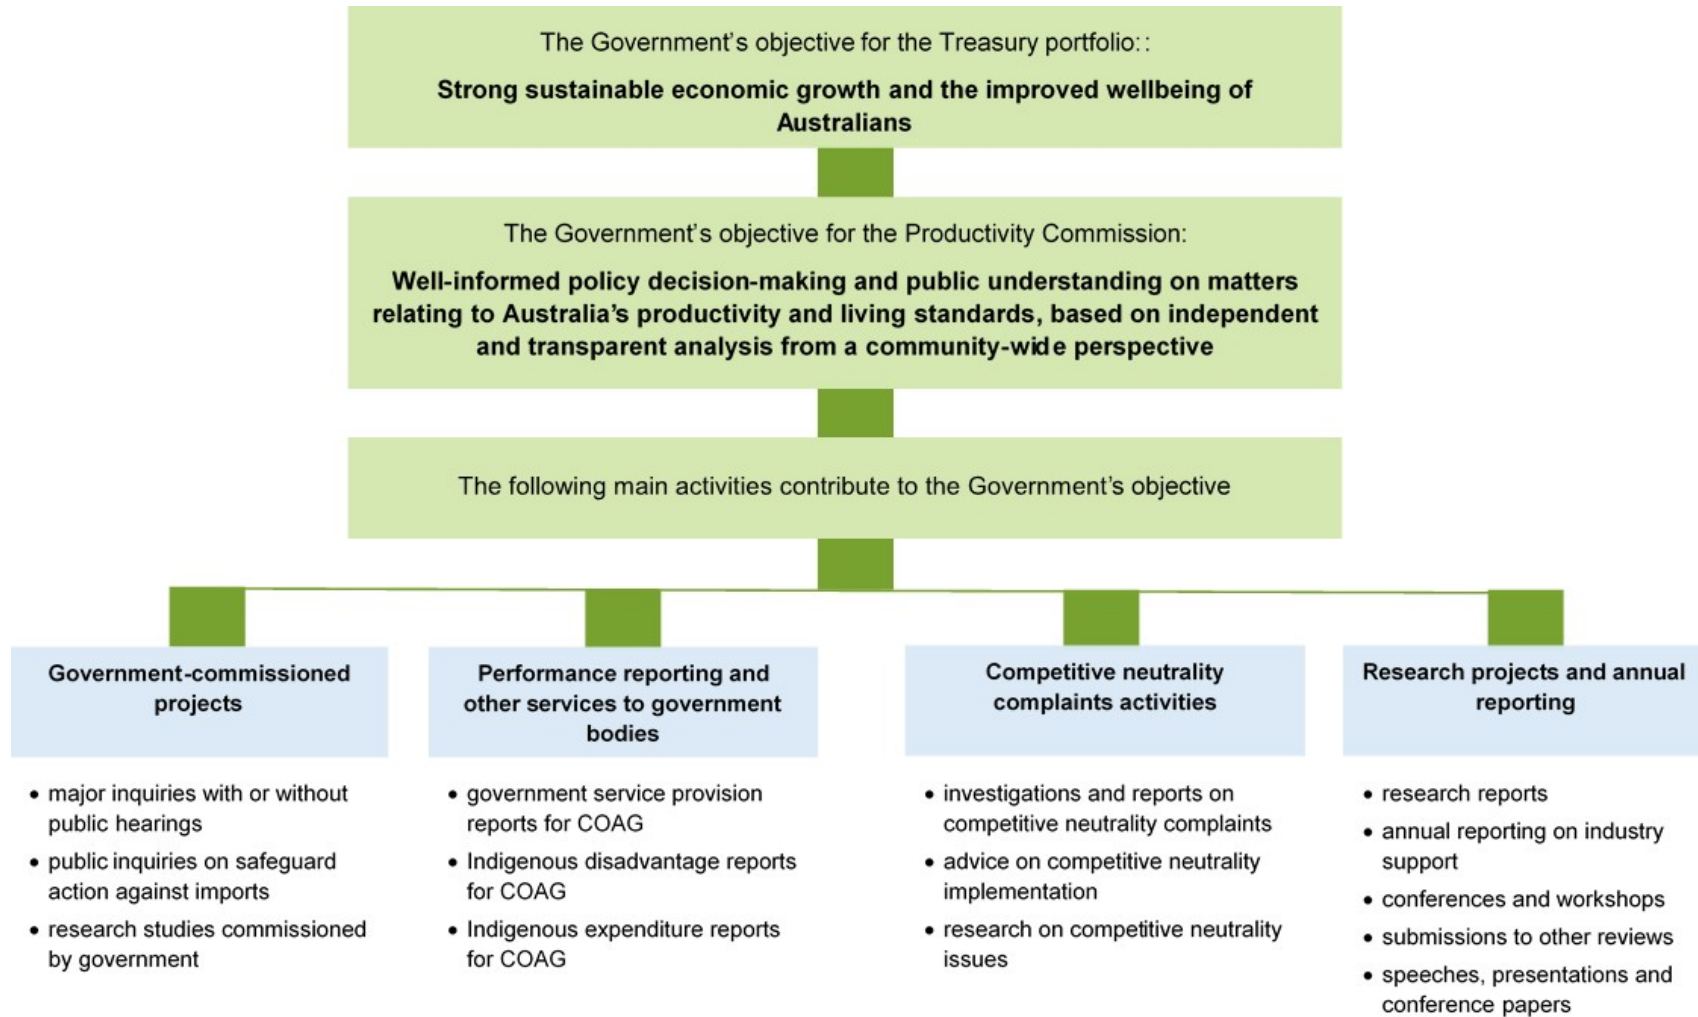 The Government’s objective for the Treasury portfolio::
Strong sustainable economic growth and the improved wellbeing of
Australians
The Government’s objective for the Productivity Commission:
Well-informed policy decision-making and public understanding on matters
relating to Australia’s productivity and living standards, based on independent
and transparent analysis from a community-wide perspective
The following main activities contribute to the Government’s objective
Government-commissioned
projects
• major inquiries with or without
public hearings
• public inquiries on safeguard
action against imports
• research studies commissioned
by government
Performance reporting and
other services to government
bodies
• government service provision
reports for COAG
• Indigenous disadvantage reports
for COAG
• Indigenous expenditure reports
for COAG
Competitive neutrality
complaints activities
• investigations and reports on
competitive neutrality complaints
• advice on competitive neutrality
implementation
• research on competitive neutrality
issues
Research projects and annual
reporting
• research reports
• annual reporting on industry
support
• conferences and workshops
• submissions to other reviews
• speeches, presentations and
conference papers